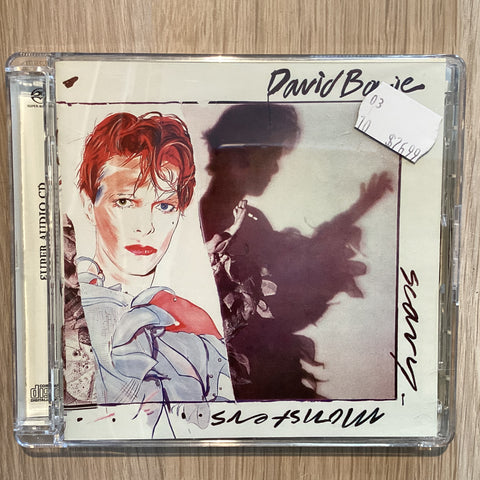 David Bowie
03
10 $26.99
scary
Monsters
SUPER AUDIO CD